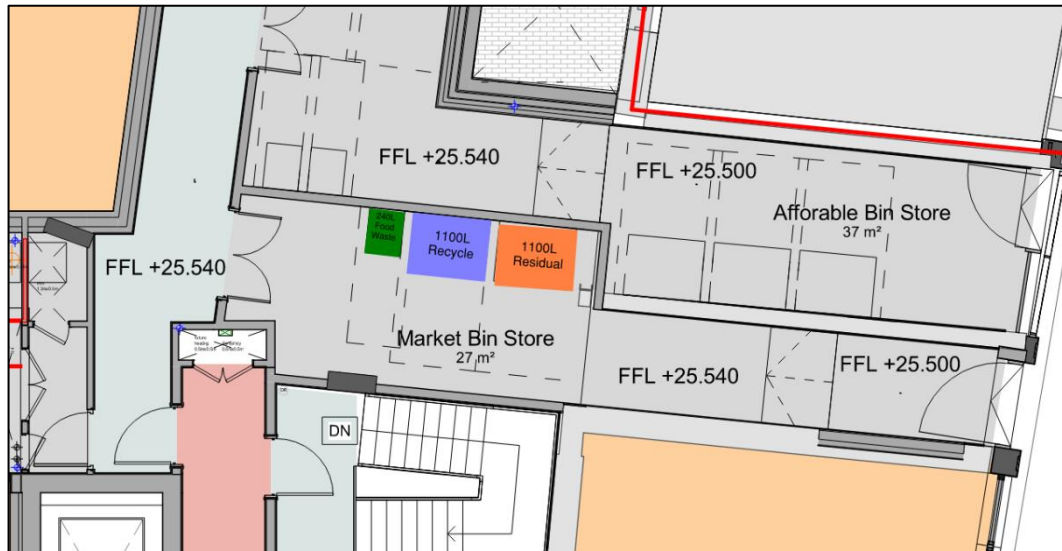 FFL +25.540
FFL +25.500
Afforable Bin Store
37 m²
240L
Food
Waste
1100L
Recycle
1100L
Residual
FFL +25.540
Market Bin Store
27 m²
FFL +25.540
FFL +25.500
DN